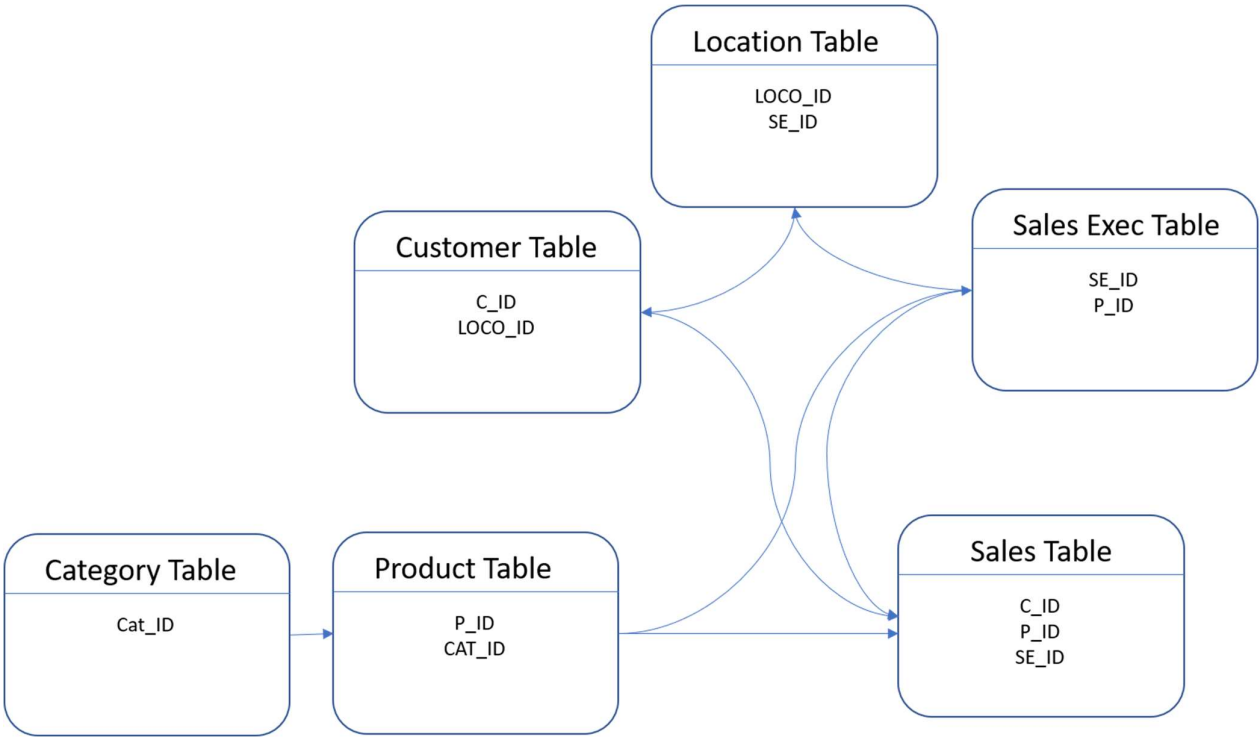 Location Table
LOCO_ID
SE_ID
Sales Exec Table
SE_ID
P_ID
Customer Table
C_ID
LOCO_ID
Category Table
Cat_ID
Product Table
P_ID
CAT_ID
Sales Table
C_ID
P_ID
SE_ID